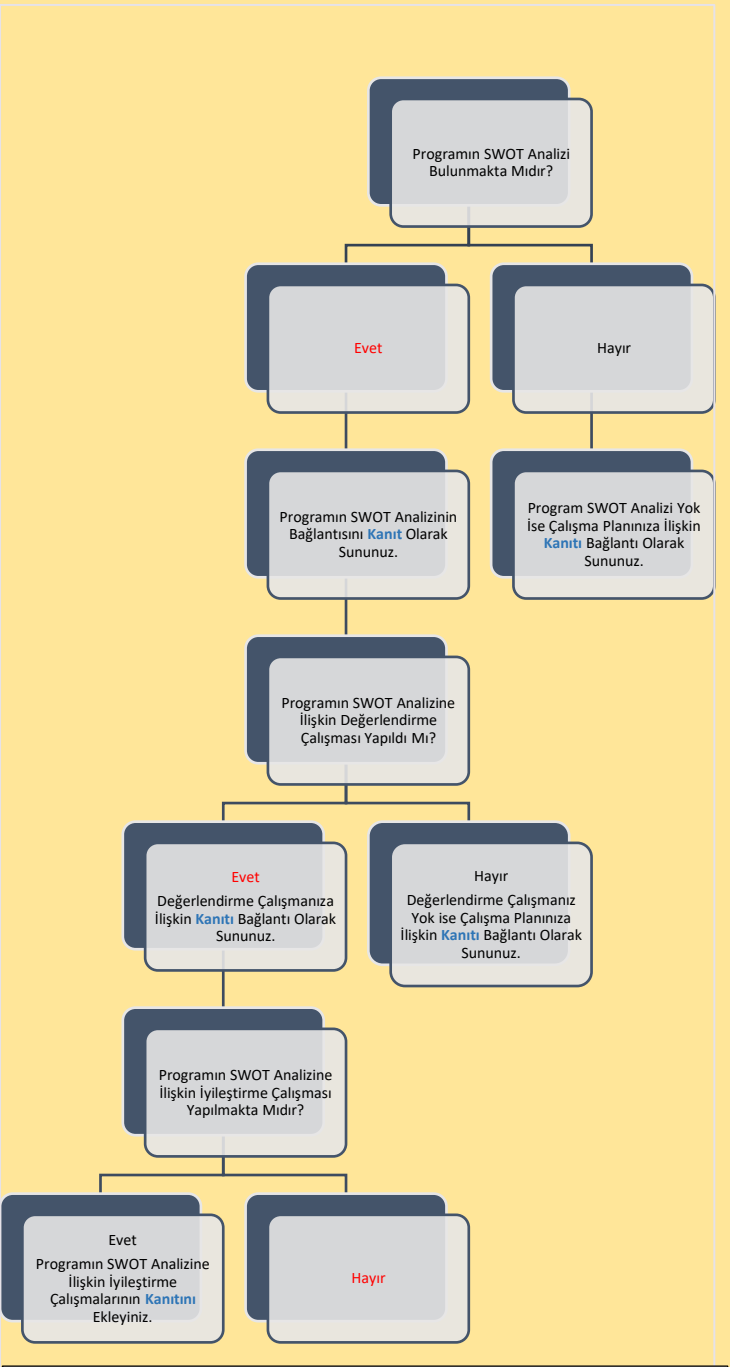 Programın SWOT Analizi
Bulunmakta Mıdır?
Evet
Hayır
Programın SWOT Analizinin
Bağlantısını Kanıt Olarak
Sununuz.
Program SWOT Analizi Yok
İse Çalışma Planınıza İlişkin
Kanıtı Bağlantı Olarak
Sununuz.
Programın SWOT Analizine
İlişkin Değerlendirme
Çalışması Yapıldı Mı?
Evet
Değerlendirme Çalışmanıza
İlişkin Kanıtı Bağlantı Olarak
Sununuz.
Hayır
Değerlendirme Çalışmanız
Yok ise Çalışma Planınıza
İlişkin Kanıtı Bağlantı Olarak
Sununuz.
Programın SWOT Analizine
İlişkin İyileştirme Çalışması
Yapılmakta Mıdır?
Evet
Programın SWOT Analizine
İlişkin İyileştirme
Çalışmalarının Kanıtını
Ekleyiniz.
Hayır